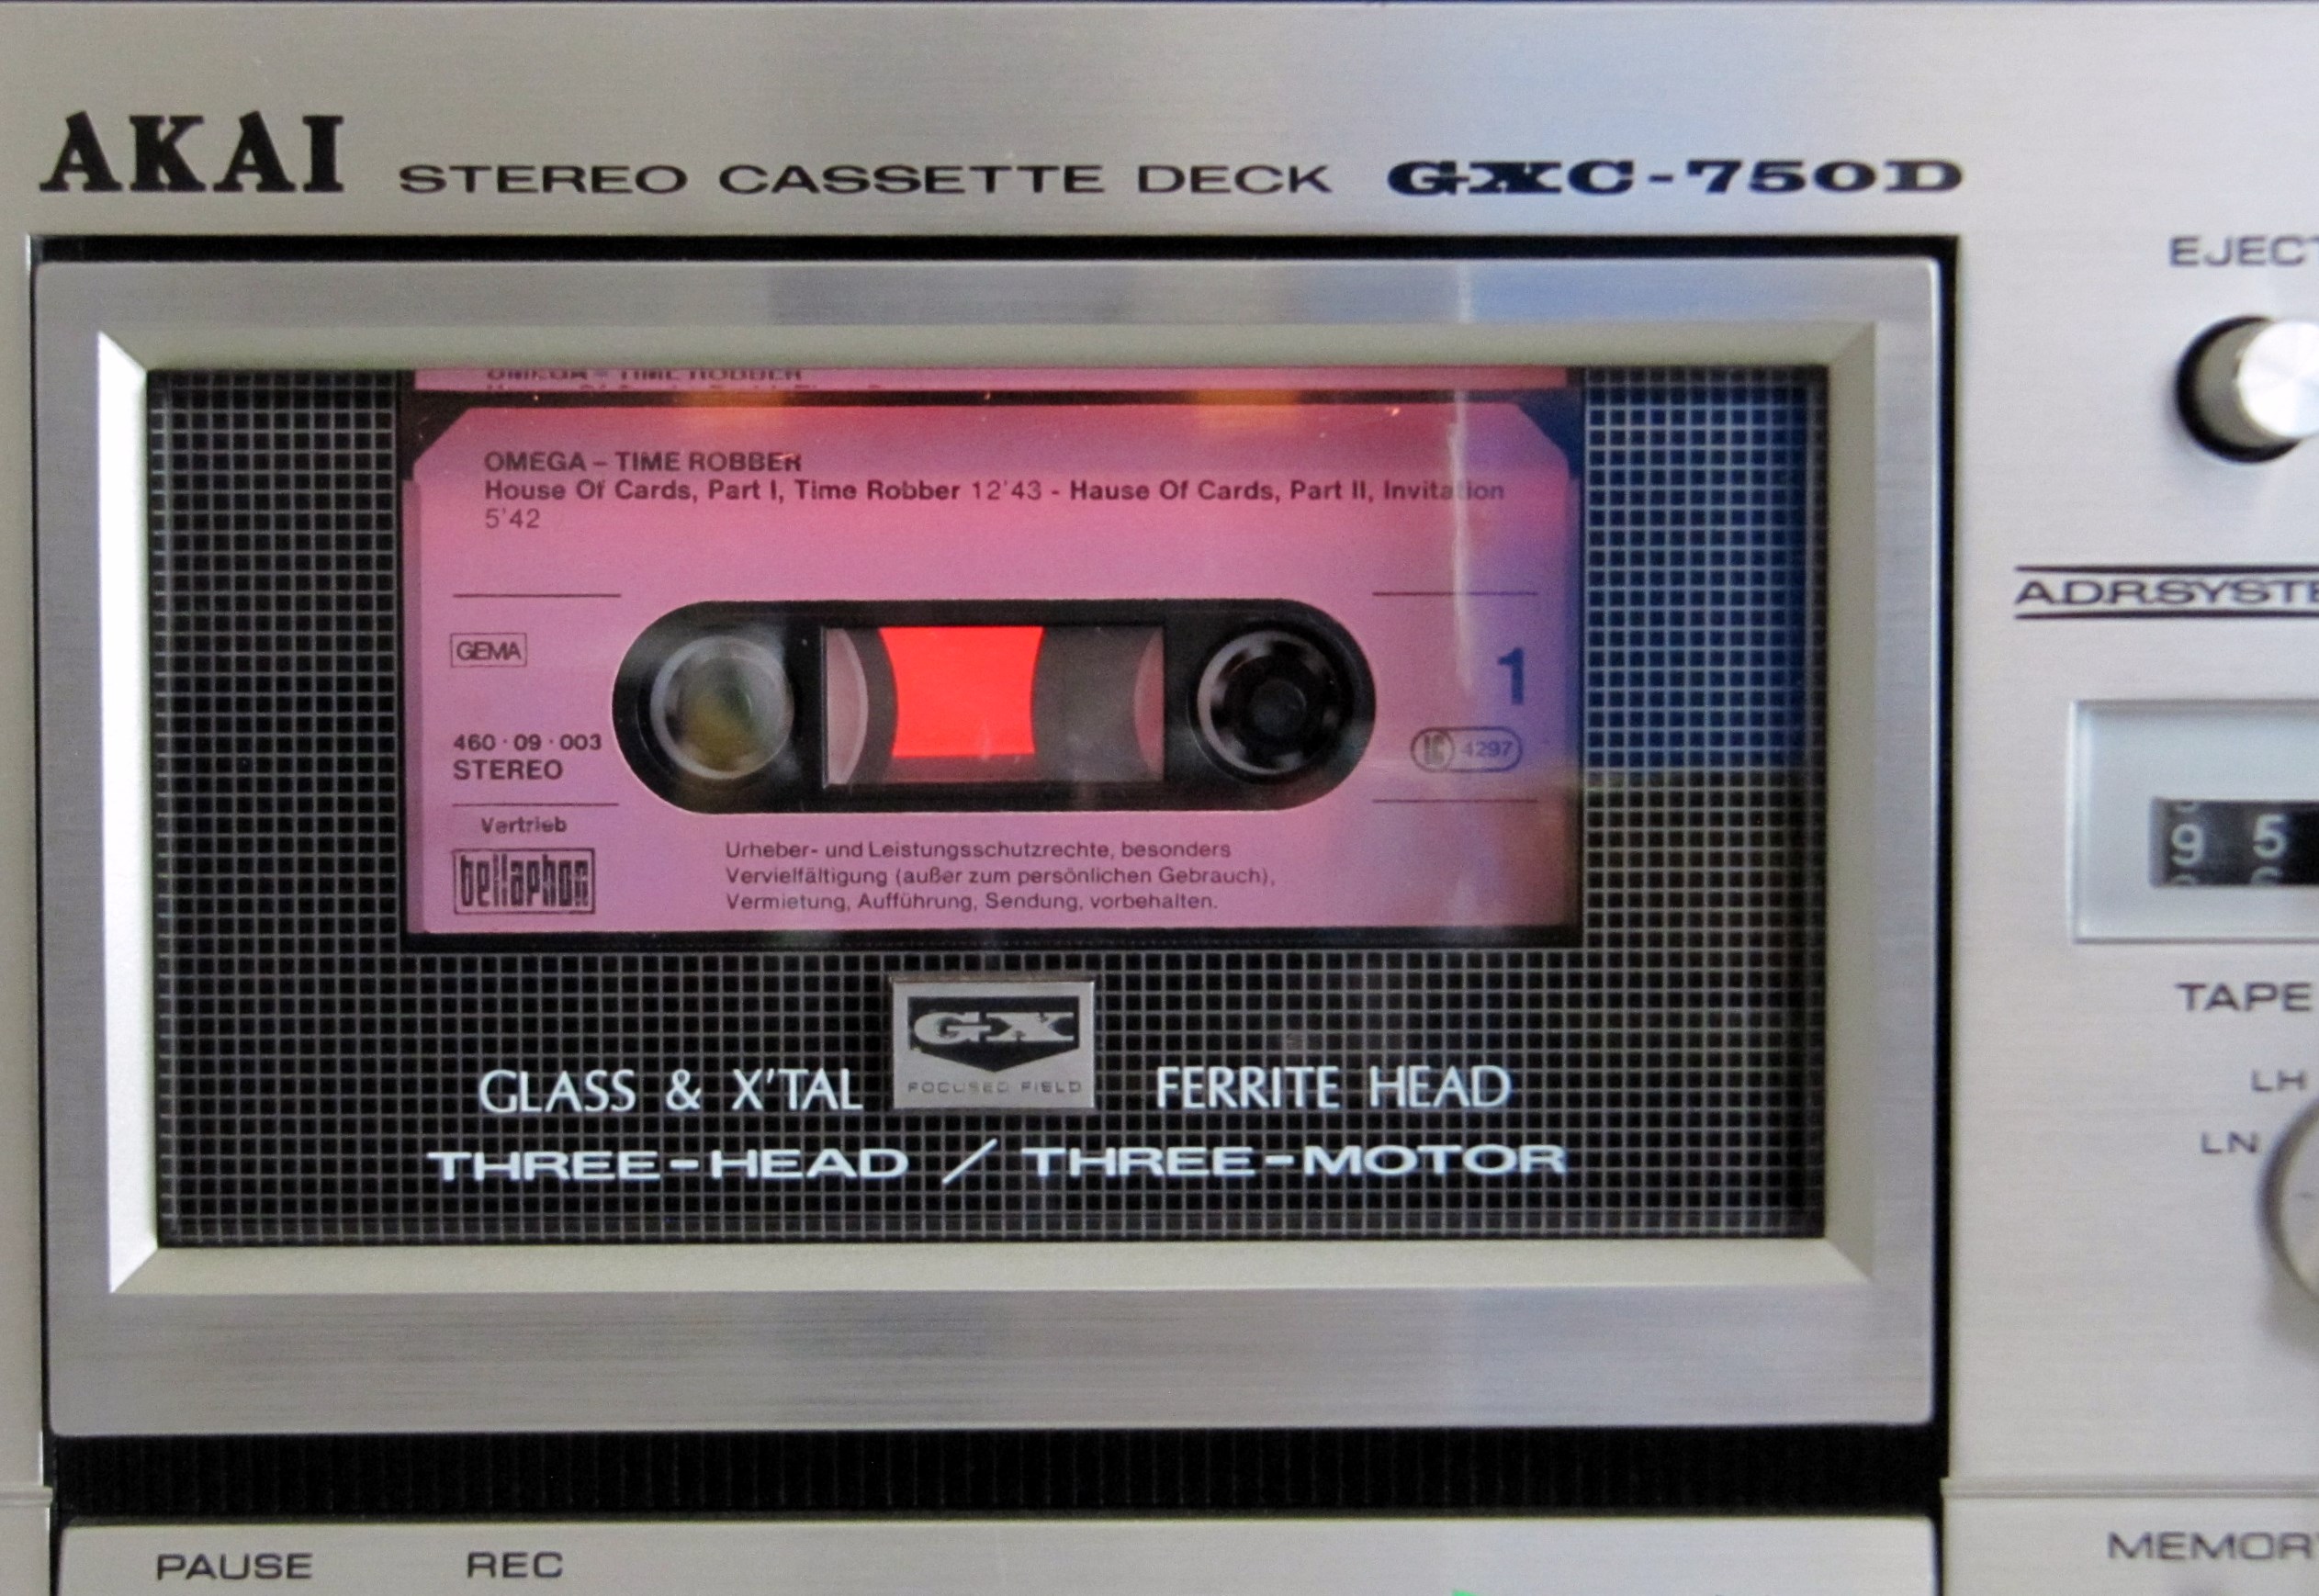 AKAI STEREO CASSETTE DECK GXC-750D
EJECT
OMEGA - TIME ROBBER
OMEGA – TIME ROBBER
House Of Cards, Part I, Time Robber 12'43 - Hause Of Cards, Part II, Invitation
5'42
ADRSYSTE
GEMA
1
460·09·003
STEREO
4297
9 5
Vertrieb
bellaphon
Urheber- und Leistungsschutzrechte, besonders
Vervielfältigung (außer zum persönlichen Gebrauch),
Vermietung, Aufführung, Sendung, vorbehalten.
TAPE
GX
FOCUSED FIELD
GLASS & X'TAL FERRITE HEAD
THREE-HEAD / THREE-MOTOR
LH
LN
PAUSE REC
MEMOR